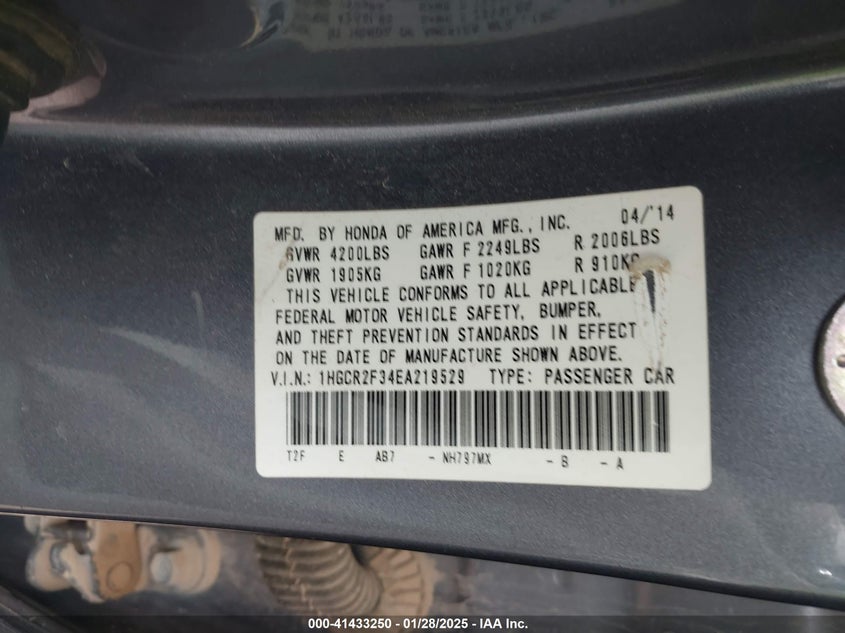 MFD. BY HONDA OF AMERICA MFG., INC. 04/'14
GVWR 4200LBS GAWR F 2249LBS R 2006LBS
GVWR 1905KG GAWR F 1020KG R 910KG
THIS VEHICLE CONFORMS TO ALL APPLICABLE
FEDERAL MOTOR VEHICLE SAFETY, BUMPER,
AND THEFT PREVENTION STANDARDS IN EFFECT
ON THE DATE OF MANUFACTURE SHOWN ABOVE.
V.I.N.: 1HGCR2F34EA219529 TYPE: PASSENGER CAR
T2F E AB7 - NH797MX - B - A
000-41433250 - 01/28/2025 - IAA Inc.